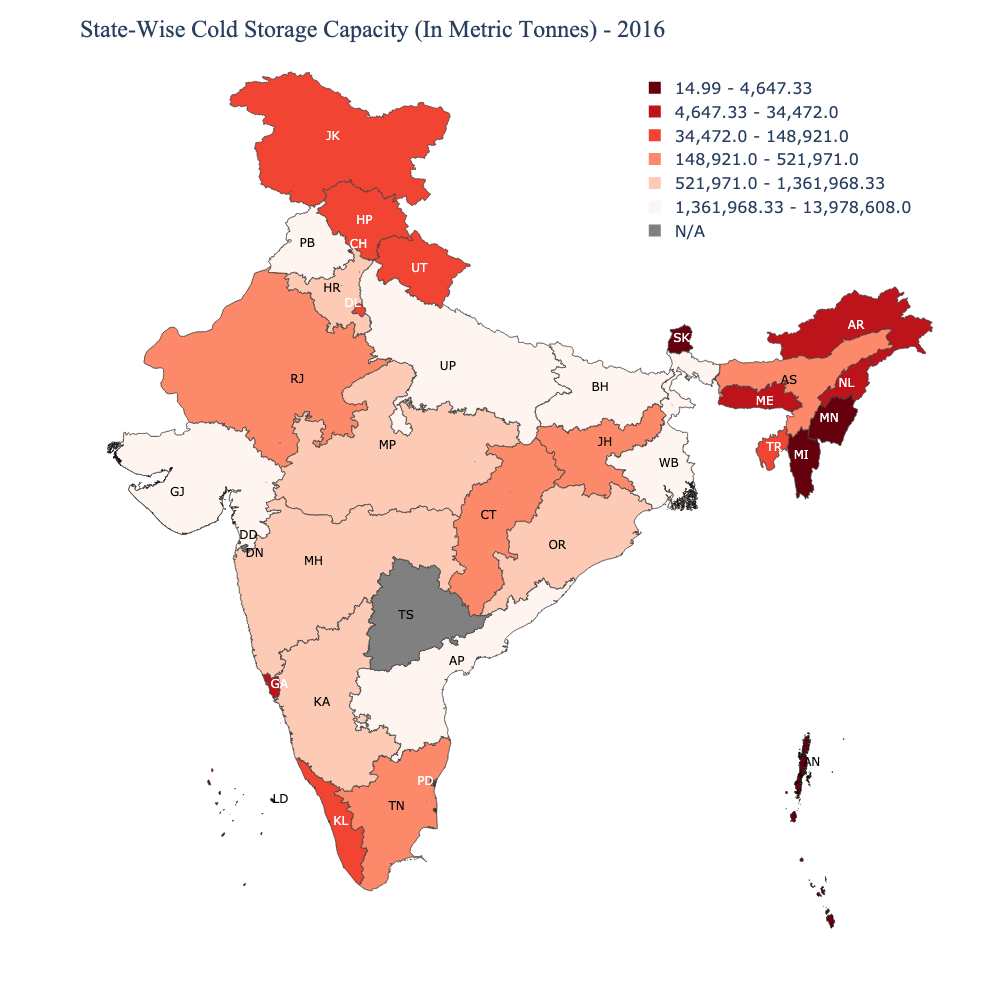 State-Wise Cold Storage Capacity (In Metric Tonnes) - 2016
14.99 - 4,647.33
4,647.33 - 34,472.0
34,472.0 - 148,921.0
148,921.0 - 521,971.0
521,971.0 - 1,361,968.33
1,361,968.33 - 13,978,608.0
N/A
JK
HP
PB
CH
UT
HR
DL
AR
SK
UP
RJ
AS
NL
BH
ME
MN
MP
JH
TR
MI
WB
GJ
CT
DD
OR
DN
MH
TS
AP
GA
KA
AN
PD
LD
TN
KL